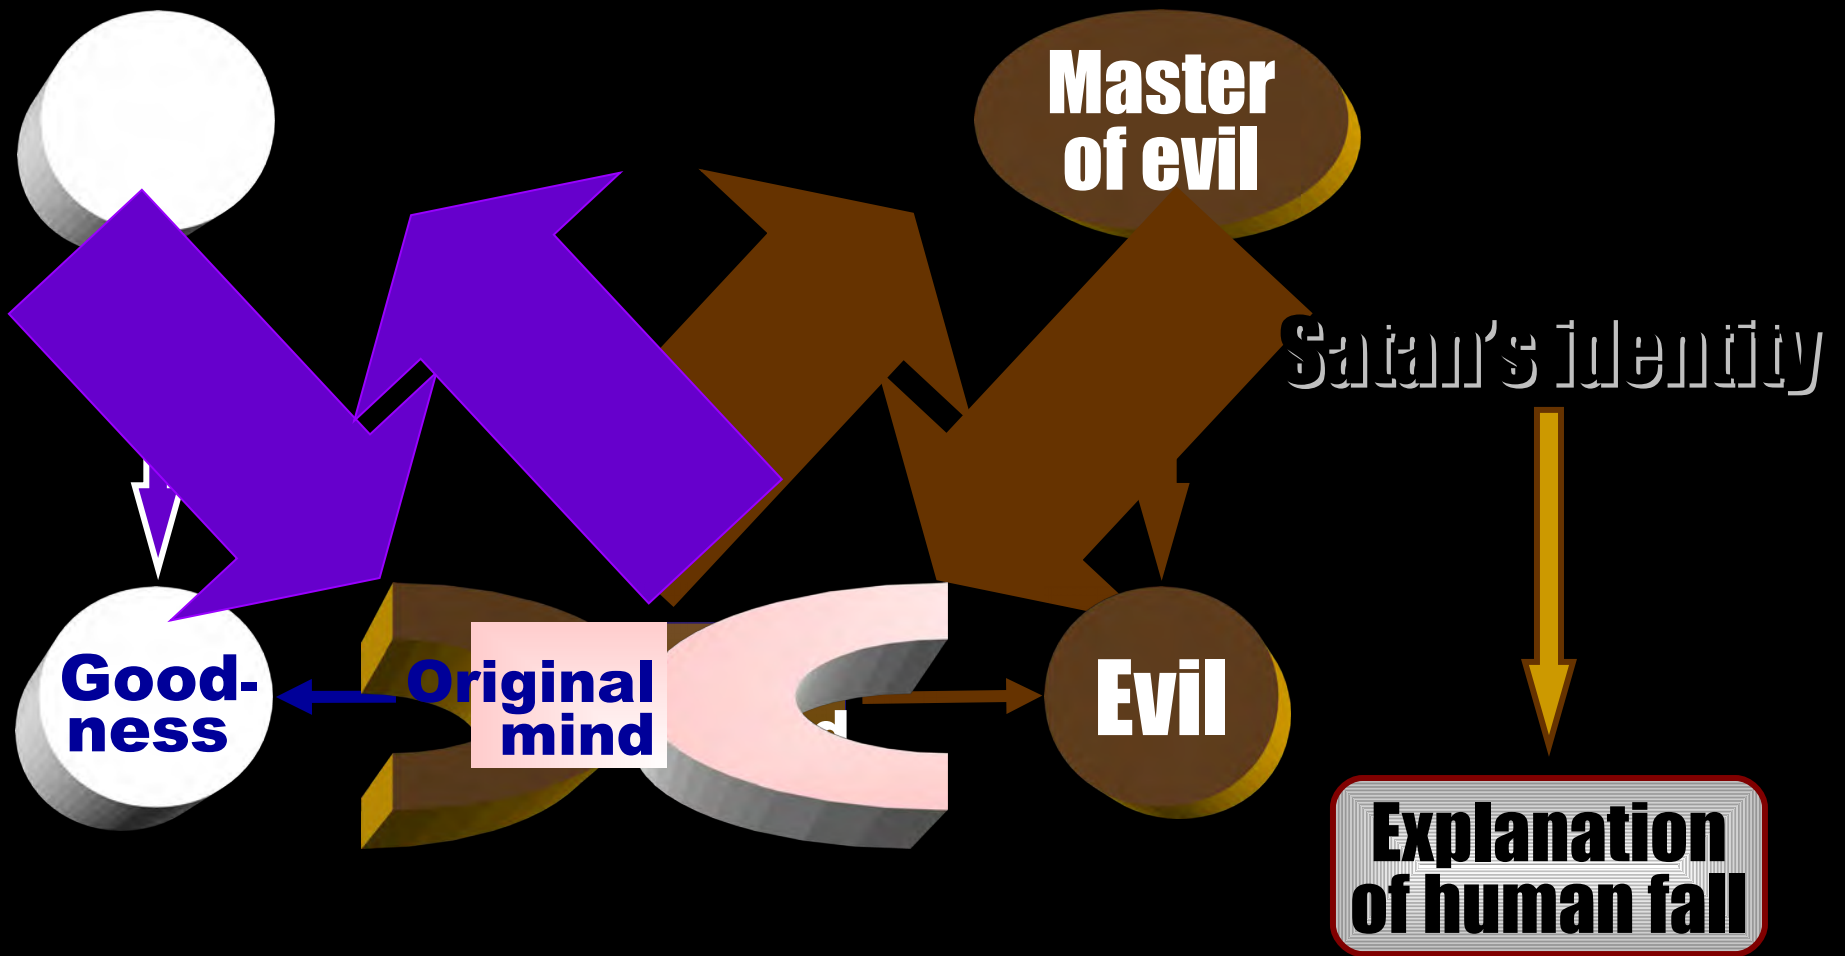 Master
of evil
Satan's identity
Good-
ness
Original
mind
Evil
Explanation
of human fall